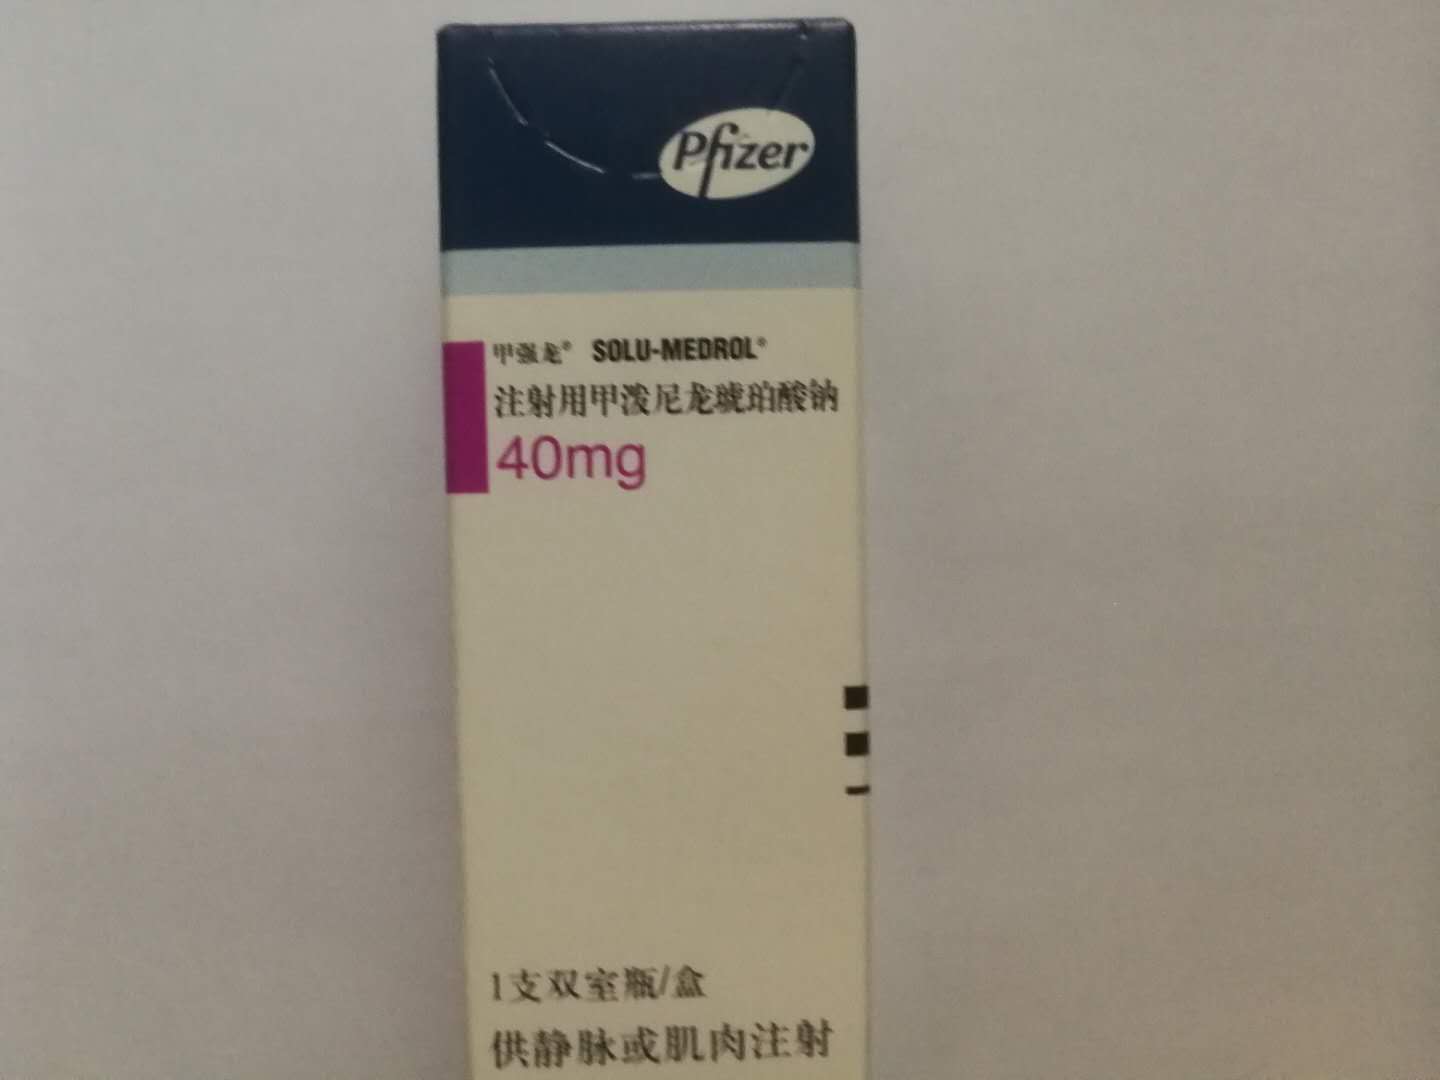 Pfizer
甲强龙® SOLU-MEDROL®
注射用甲泼尼龙琥珀酸钠
40mg
1支双室瓶/盒
供静脉或肌肉注射